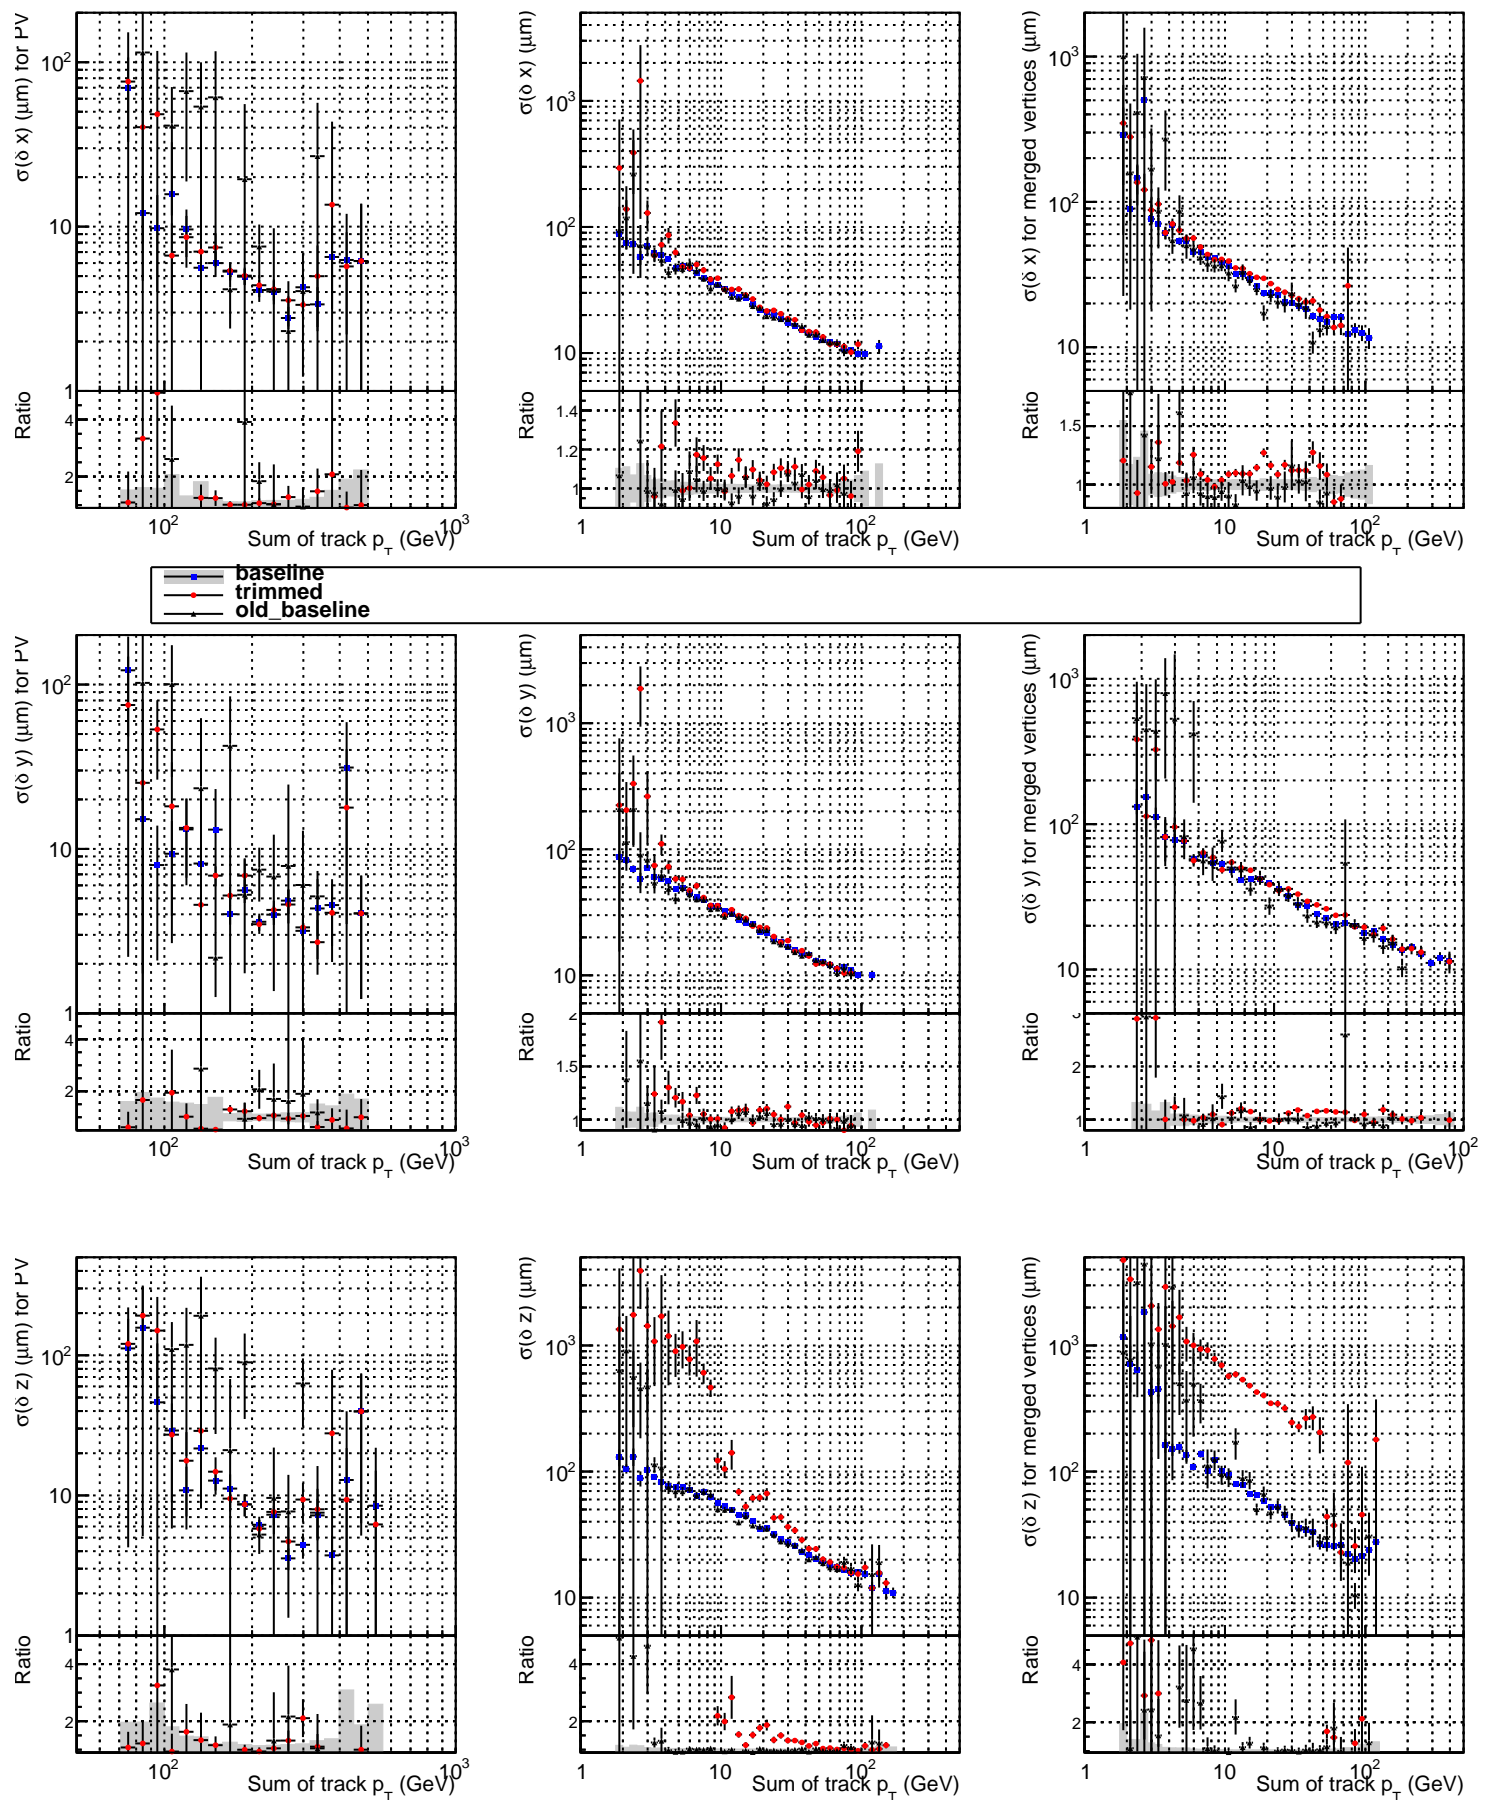 σ(δ x) (μm) for PV
10²
10
1
Ratio
4
2
10²
10³
Sum of track p_T (GeV)
σ(δ x) (μm)
10³
10²
10
Ratio
1.4
1.2
1
1
10
10²
Sum of track p_T (GeV)
σ(δ x) for merged vertices (μm)
10³
10²
10
Ratio
1.5
1
1
10
10²
Sum of track p_T (GeV)
baseline
trimmed
old_baseline
σ(δ y) (μm) for PV
10²
10
1
Ratio
4
2
10²
10³
Sum of track p_T (GeV)
σ(δ y) (μm)
10³
10²
10
Ratio
2
1.5
1
1
10
10²
Sum of track p_T (GeV)
σ(δ y) for merged vertices (μm)
10³
10²
10
Ratio
2
1
1
10
10²
Sum of track p_T (GeV)
σ(δ z) (μm) for PV
10²
10
1
Ratio
4
2
10²
10³
Sum of track p_T (GeV)
σ(δ z) (μm)
10³
10²
10
Ratio
4
2
1
10
10²
Sum of track p_T (GeV)
σ(δ z) for merged vertices (μm)
10³
10²
10
Ratio
4
2
1
10
10²
Sum of track p_T (GeV)